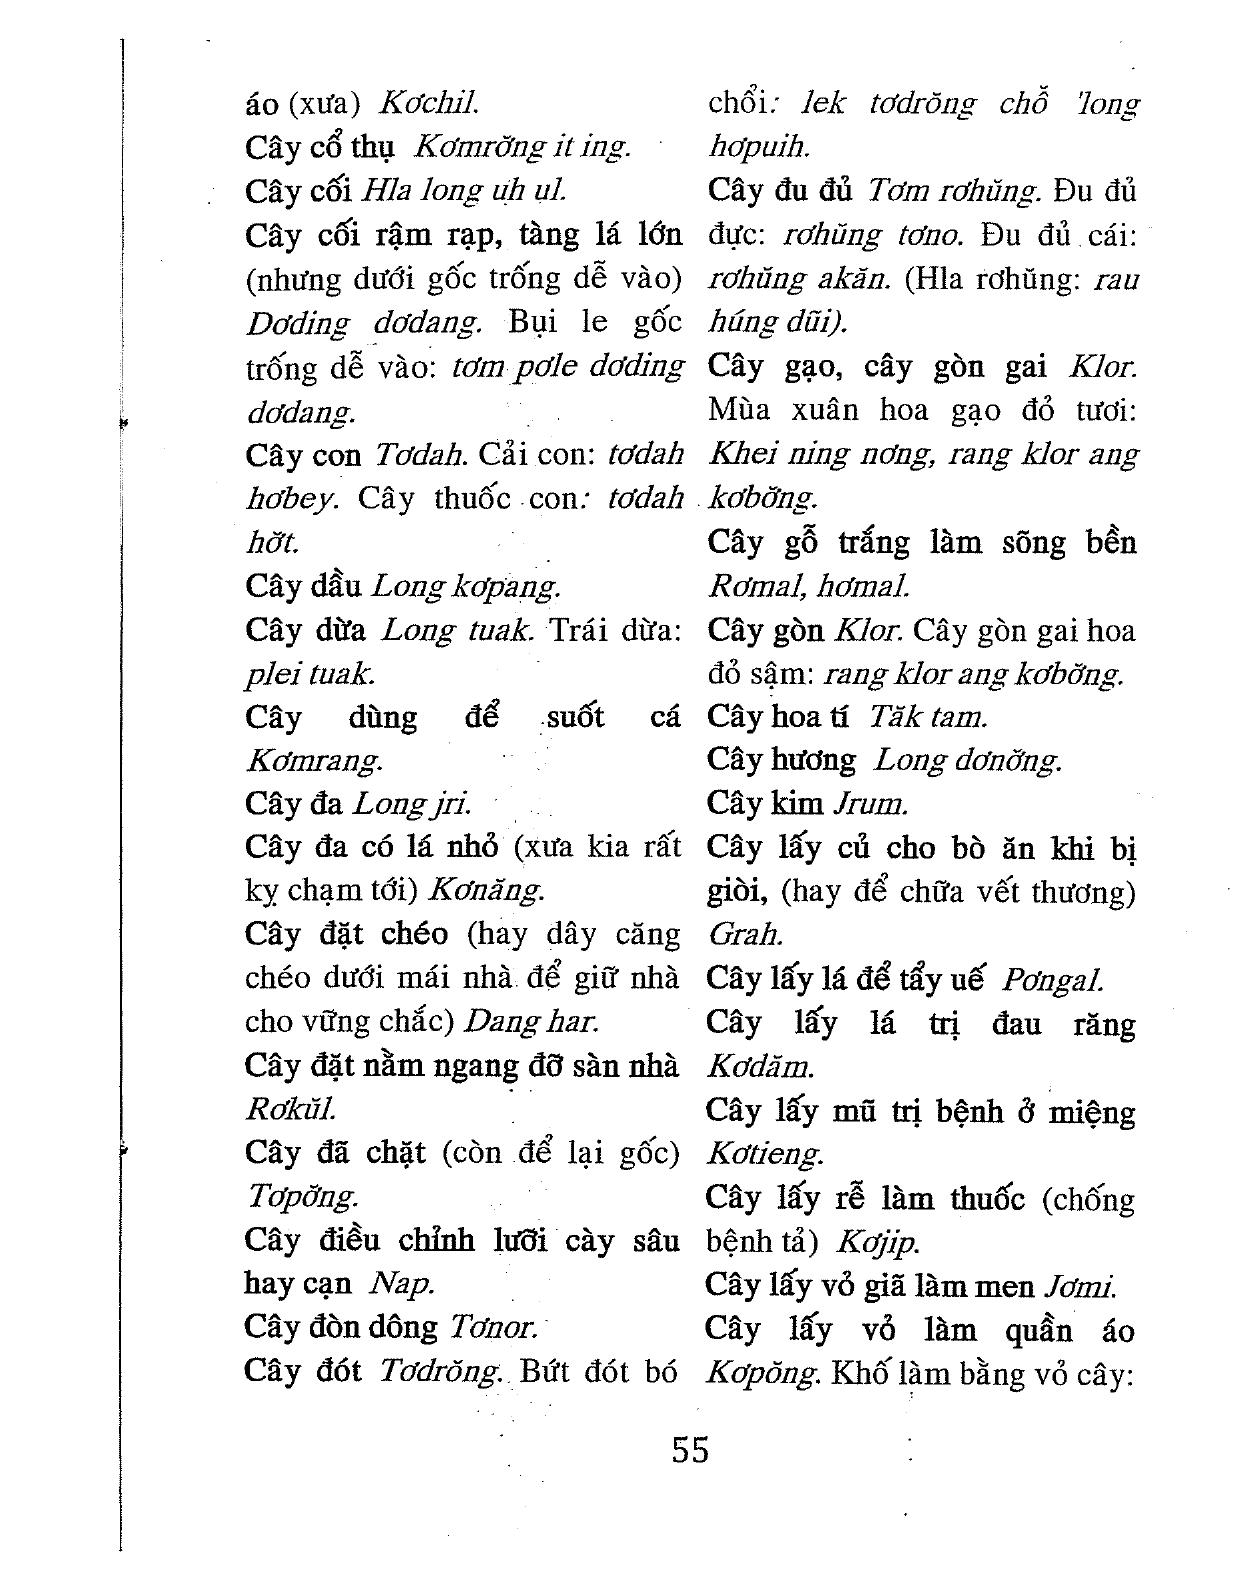 áo (xưa) Kơchil.
Cây cổ thụ Kơmrơ̆ng it ing.
Cây cối Hla long ụh ụl.
Cây cối rậm rạp, tàng lá lớn
(nhưng dưới gốc trống dễ vào)
Dơding dơdang. Bụi le gốc
trống dễ vào: tơm pơle dơding
dơdang.
Cây con Tơdah. Cải con: tơdah
hơbey. Cây thuốc con: tơdah
hơ̆t.
Cây dầu Long kơpang.
Cây dừa Long tuak. Trái dừa:
plei tuak.
Cây dùng để suốt cá
Kơmrang.
Cây đa Long jri.
Cây đa có lá nhỏ (xưa kia rất
kỵ chạm tới) Kơnăng.
Cây đặt chéo (hay dây căng
chéo dưới mái nhà để giữ nhà
cho vững chắc) Dang har.
Cây đặt nằm ngang đỡ sàn nhà
Rơkŭl.
Cây đã chặt (còn để lại gốc)
Tơpơ̆ng.
Cây điều chỉnh lưỡi cày sâu
hay cạn Nap.
Cây đòn dông Tơnor.
Cây đót Tơdrŏng. Bứt đót bó
chổi: lek tơdrŏng chỗ 'long
hơpuih.
Cây đu đủ Tơm rơhŭng. Đu đủ
đực: rơhŭng tơno. Đu đủ cái:
rơhŭng akăn. (Hla rơhŭng: rau
húng dũi).
Cây gạo, cây gòn gai Klor.
Mùa xuân hoa gạo đỏ tươi:
Khei ning nơng, rang klor ang
kơbơ̆ng.
Cây gỗ trắng làm sõng bền
Rơmal, hơmal.
Cây gòn Klor. Cây gòn gai hoa
đỏ sậm: rang klor ang kơbơ̆ng.
Cây hoa tí Tăk tam.
Cây hương Long dơnơ̆ng.
Cây kim Jrum.
Cây lấy củ cho bò ăn khi bị
giòi, (hay để chữa vết thương)
Grah.
Cây lấy lá để tẩy uế Pơngal.
Cây lấy lá trị đau răng
Kơdăm.
Cây lấy mũ trị bệnh ở miệng
Kơtieng.
Cây lấy rễ làm thuốc (chống
bệnh tả) Kơjip.
Cây lấy vỏ giã làm men Jơmi.
Cây lấy vỏ làm quần áo
Kơpŏng. Khố làm bằng vỏ cây:
55